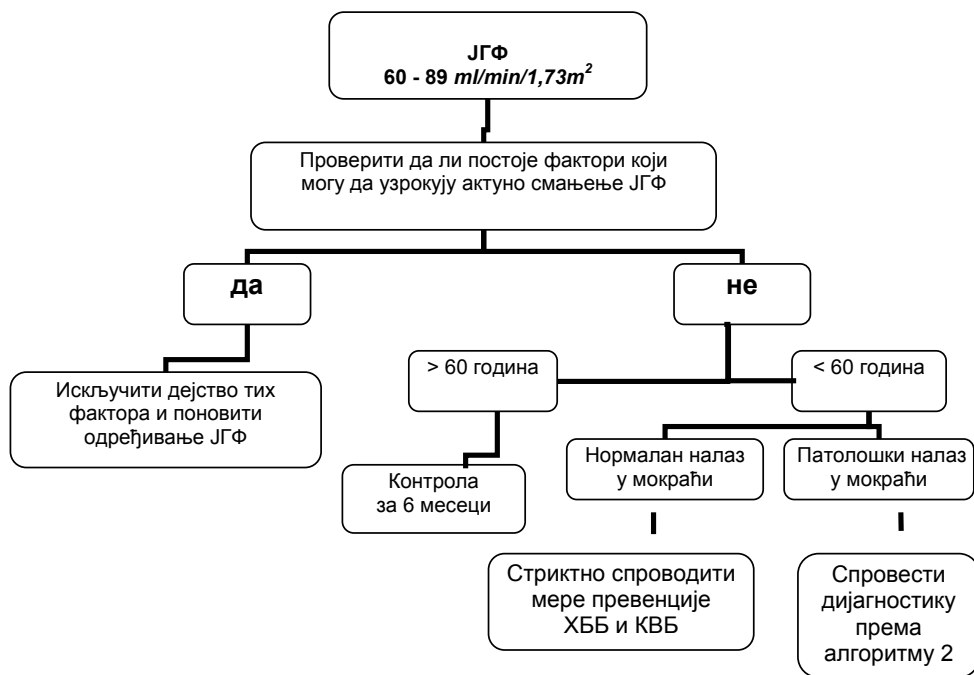 ЈГФ
60 - 89 ml/min/1,73m²
Проверити да ли постоје фактори који
могу да узрокују актуно смањење ЈГФ
да
не
> 60 година
< 60 година
Искључити дејство тих
фактора и поновити
одређивање ЈГФ
Контрола
за 6 месеци
Нормалан налаз
у мокраћи
Патолошки налаз
у мокраћи
Стриктно спроводити
мере превенције
ХББ и КВБ
Спровести
дијагностику
према
алгоритму 2